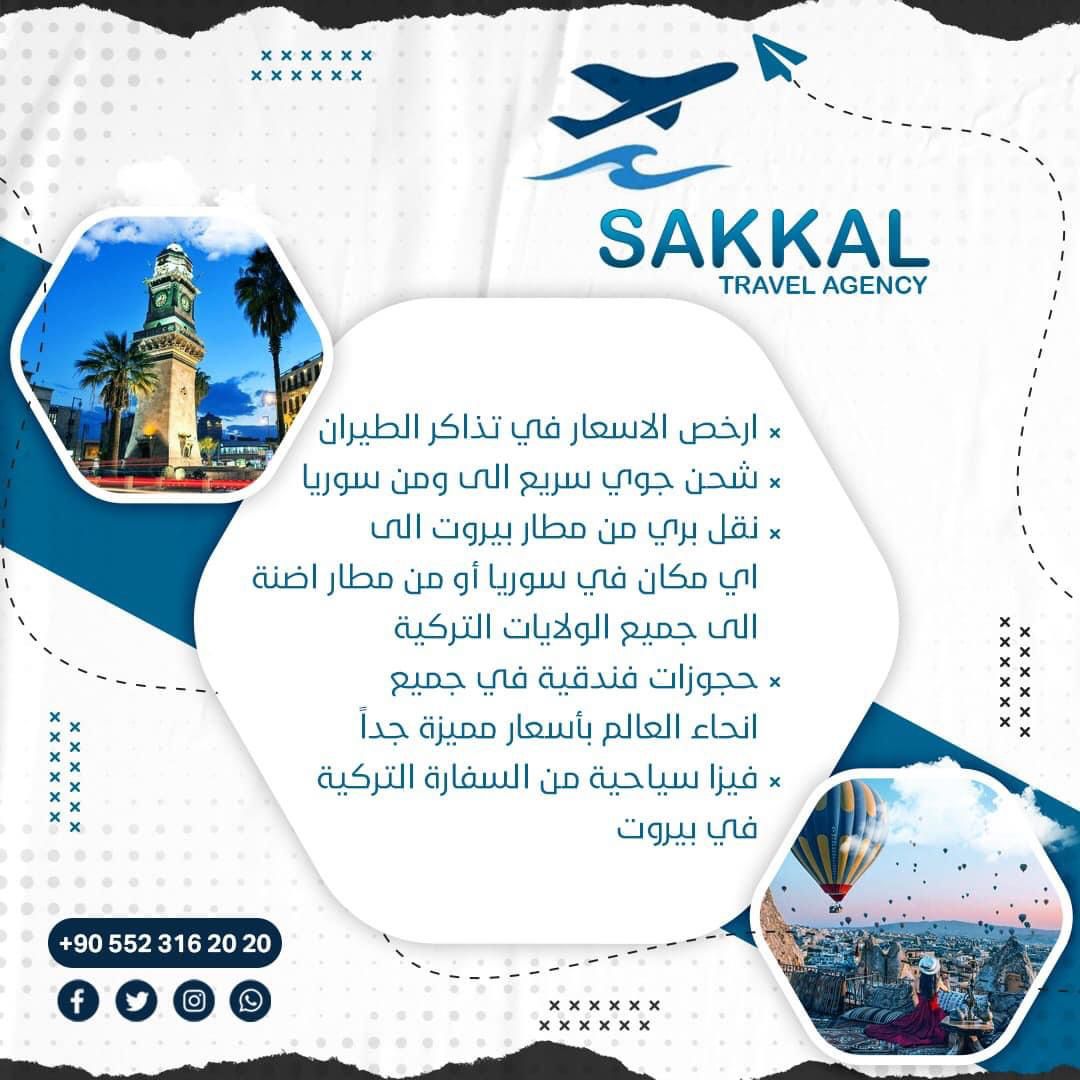 SAKKAL
TRAVEL AGENCY
× ارخص الاسعار في تذاكر الطيران
× شحن جوي سريع الى ومن سوريا
× نقل بري من مطار بيروت الى
اي مكان في سوريا أو من مطار اضنة
الى جميع الولايات التركية
× حجوزات فندقية في جميع
انحاء العالم بأسعار مميزة جداً
× فيزا سياحية من السفارة التركية
في بيروت
+90 552 316 20 20